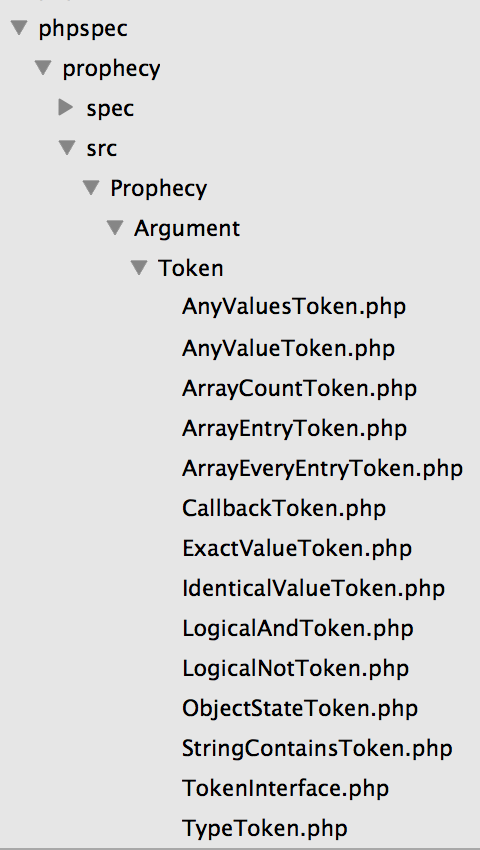 phpspec
prophecy
spec
src
Prophecy
Argument
Token
AnyValuesToken.php
AnyValueToken.php
ArrayCountToken.php
ArrayEntryToken.php
ArrayEveryEntryToken.php
CallbackToken.php
ExactValueToken.php
IdenticalValueToken.php
LogicalAndToken.php
LogicalNotToken.php
ObjectStateToken.php
StringContainsToken.php
TokenInterface.php
TypeToken.php